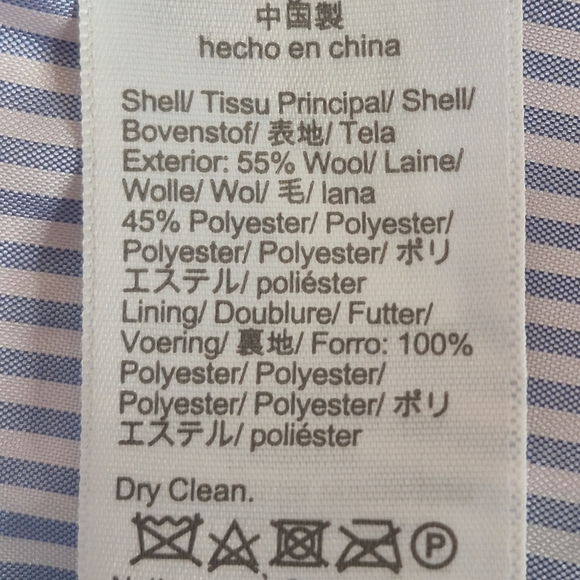 中国製
hecho en china
Shell/ Tissu Principal/ Shell/
Bovenstof/ 表地/ Tela
Exterior: 55% Wool/ Laine/
Wolle/ Wol/ 毛/ lana
45% Polyester/ Polyester/
Polyester/ Polyester/ ポリ
エステル/ poliéster
Lining/ Doublure/ Futter/
Voering/ 裏地/ Forro: 100%
Polyester/ Polyester/
Polyester/ Polyester/ ポリ
エステル/ poliéster
Dry Clean.
P